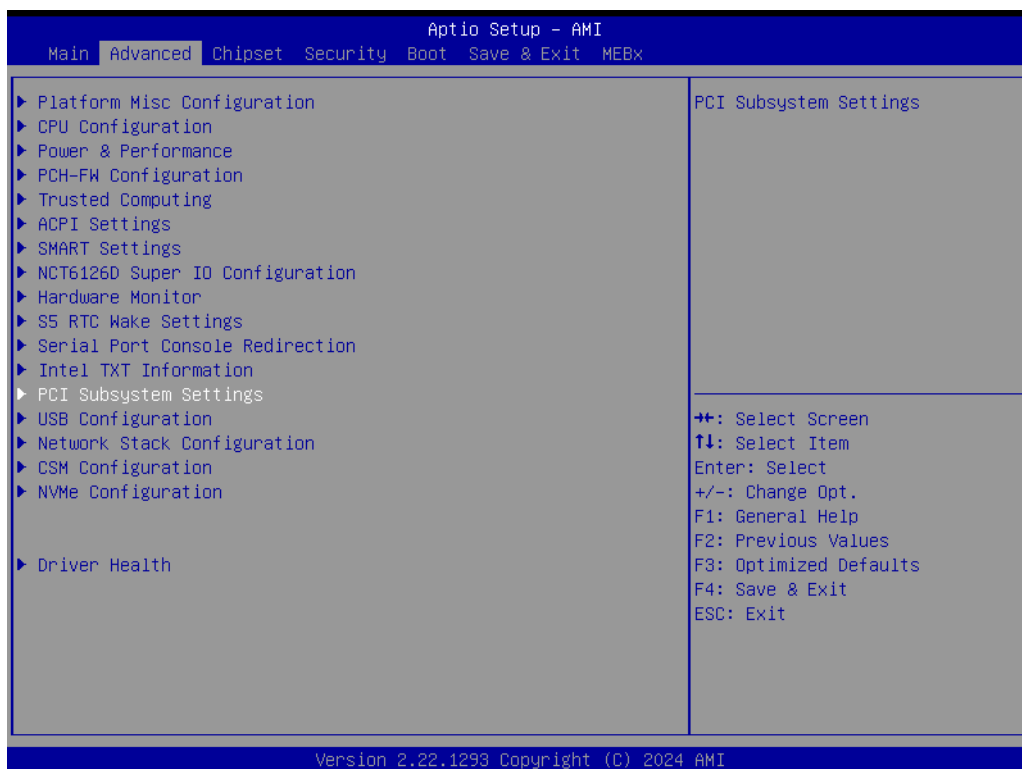 Aptio Setup - AMI
Main Advanced Chipset Security Boot Save & Exit MEBx
Platform Misc Configuration
CPU Configuration
Power & Performance
PCH-FW Configuration
Trusted Computing
ACPI Settings
SMART Settings
NCT6126D Super IO Configuration
Hardware Monitor
S5 RTC Wake Settings
Serial Port Console Redirection
Intel TXT Information
PCI Subsystem Settings
USB Configuration
Network Stack Configuration
CSM Configuration
NVMe Configuration
Driver Health
PCI Subsystem Settings
→←: Select Screen
↑↓: Select Item
Enter: Select
+/-: Change Opt.
F1: General Help
F2: Previous Values
F3: Optimized Defaults
F4: Save & Exit
ESC: Exit
Version 2.22.1293 Copyright (C) 2024 AMI